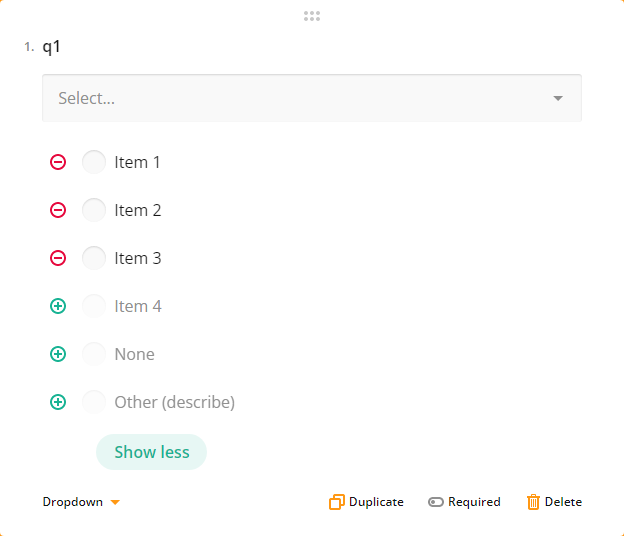 1. q1
Select...
Item 1
Item 2
Item 3
Item 4
None
Other (describe)
Show less
Dropdown Duplicate Required Delete